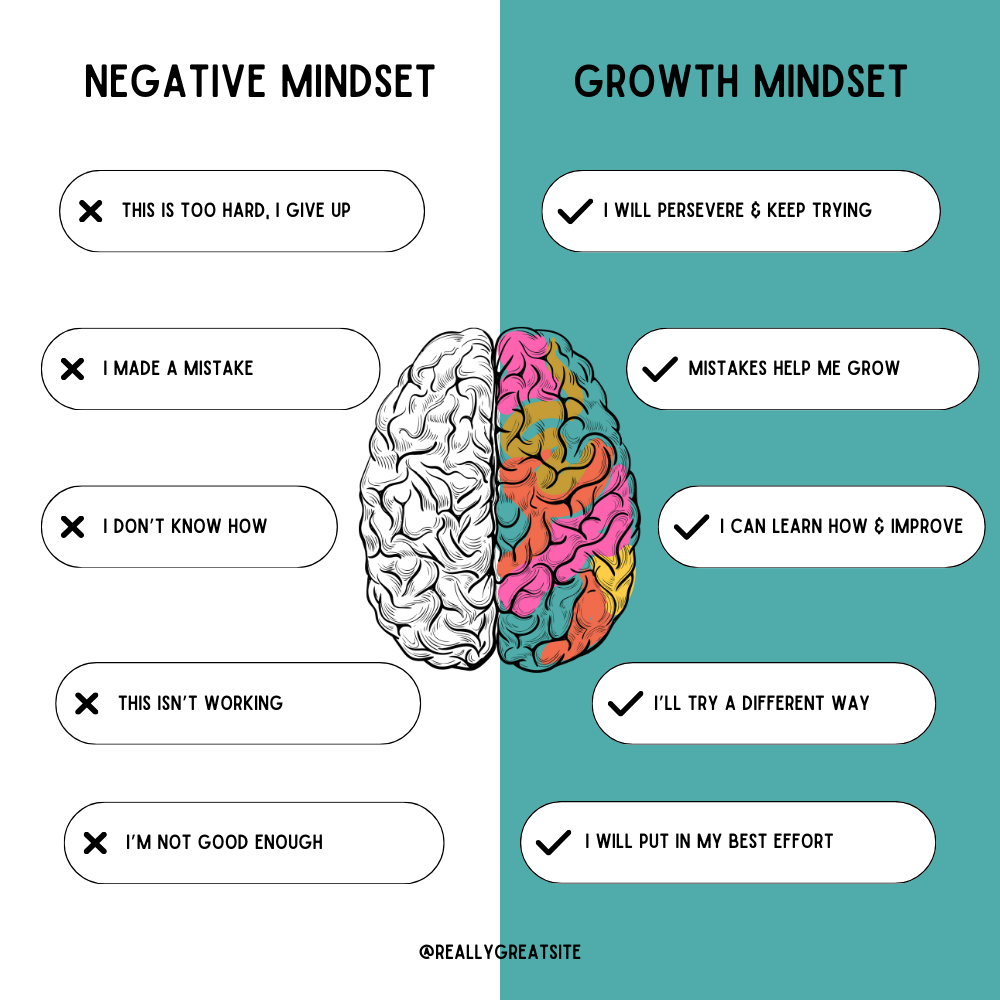 NEGATIVE MINDSET
THIS IS TOO HARD, I GIVE UP
I MADE A MISTAKE
I DON'T KNOW HOW
THIS ISN'T WORKING
I'M NOT GOOD ENOUGH
GROWTH MINDSET
I WILL PERSEVERE & KEEP TRYING
MISTAKES HELP ME GROW
I CAN LEARN HOW & IMPROVE
I'LL TRY A DIFFERENT WAY
I WILL PUT IN MY BEST EFFORT
@REALLYGREATSITE